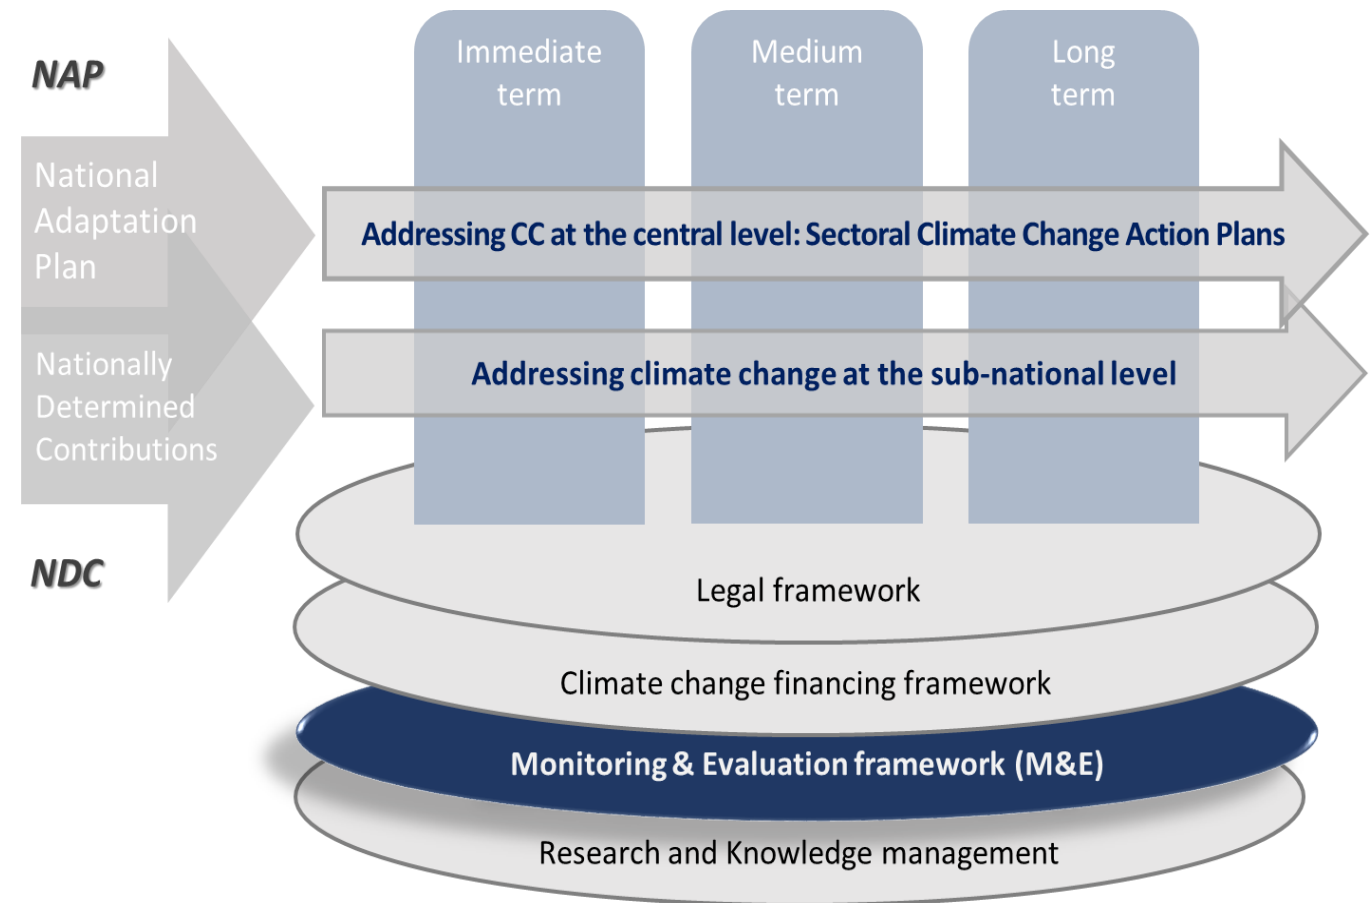 NAP
National
Adaptation
Plan
Nationally
Determined
Contributions
NDC
Immediate
term
Medium
term
Long
term
Addressing CC at the central level: Sectoral Climate Change Action Plans
Addressing climate change at the sub-national level
Legal framework
Climate change financing framework
Monitoring & Evaluation framework (M&E)
Research and Knowledge management